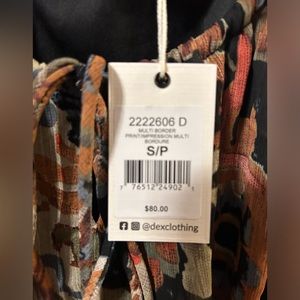 2222606 D
MULTI BORDER
PRINT/IMPRESSION MULTI
BORDURE
S/P
7 76512 24902 1
$80.00
@dexclothing